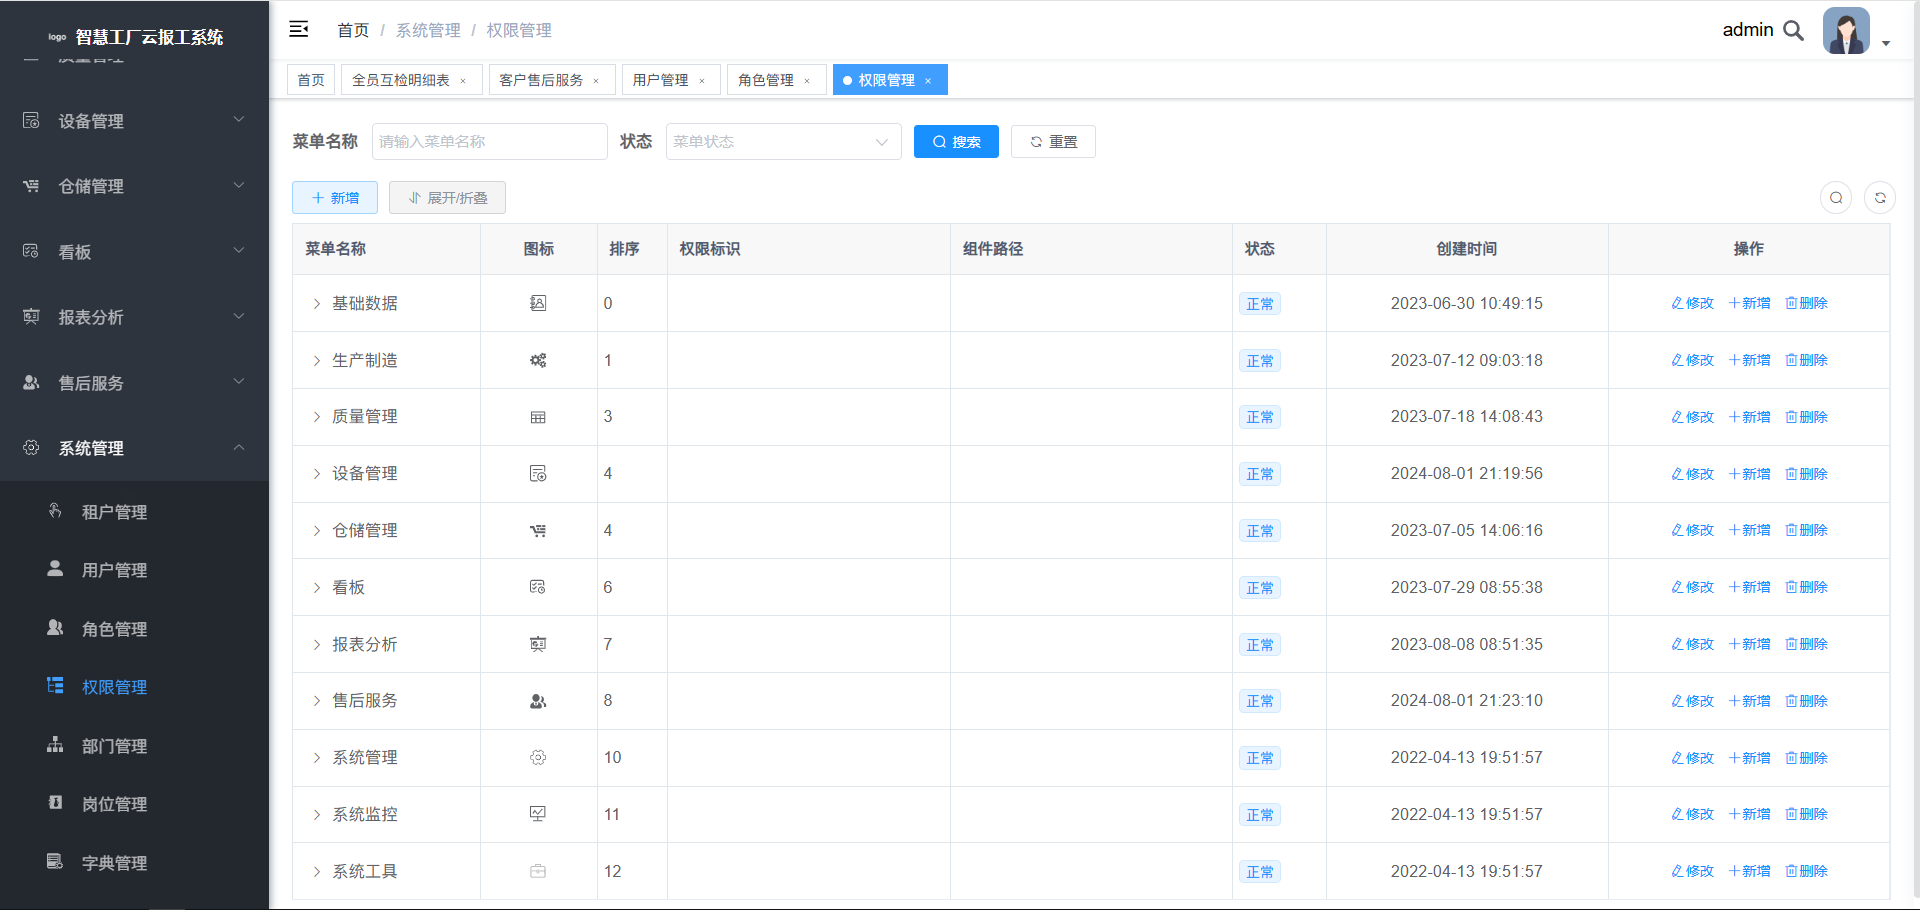 logo 智慧工厂云报工系统
质量管理
设备管理
仓储管理
看板
报表分析
售后服务
系统管理
租户管理
用户管理
角色管理
权限管理
部门管理
岗位管理
字典管理
首页 / 系统管理 / 权限管理
admin
首页 全员互检明细表 × 客户售后服务 × 用户管理 × 角色管理 × 权限管理 ×
菜单名称 请输入菜单名称 状态 菜单状态 搜索 重置
新增 展开/折叠
菜单名称 图标 排序 权限标识 组件路径 状态 创建时间 操作
基础数据 0 正常 2023-06-30 10:49:15 修改 新增 删除
生产制造 1 正常 2023-07-12 09:03:18 修改 新增 删除
质量管理 3 正常 2023-07-18 14:08:43 修改 新增 删除
设备管理 4 正常 2024-08-01 21:19:56 修改 新增 删除
仓储管理 4 正常 2023-07-05 14:06:16 修改 新增 删除
看板 6 正常 2023-07-29 08:55:38 修改 新增 删除
报表分析 7 正常 2023-08-08 08:51:35 修改 新增 删除
售后服务 8 正常 2024-08-01 21:23:10 修改 新增 删除
系统管理 10 正常 2022-04-13 19:51:57 修改 新增 删除
系统监控 11 正常 2022-04-13 19:51:57 修改 新增 删除
系统工具 12 正常 2022-04-13 19:51:57 修改 新增 删除